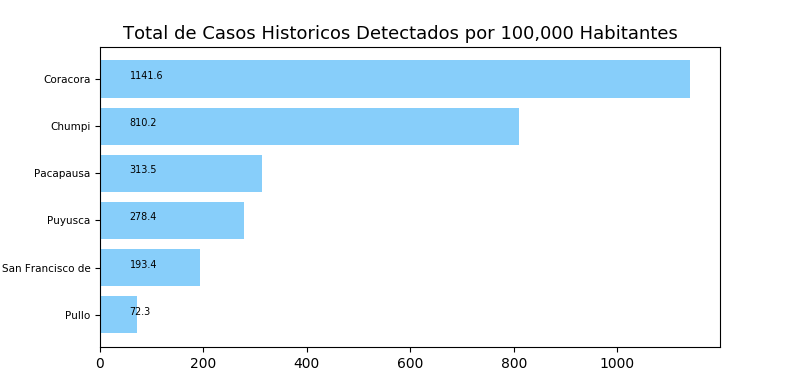 Total de Casos Historicos Detectados por 100,000 Habitantes
Coracora 1141.6
Chumpi 810.2
Pacapausa 313.5
Puyusca 278.4
San Francisco de 193.4
Pullo 72.3
0 200 400 600 800 1000